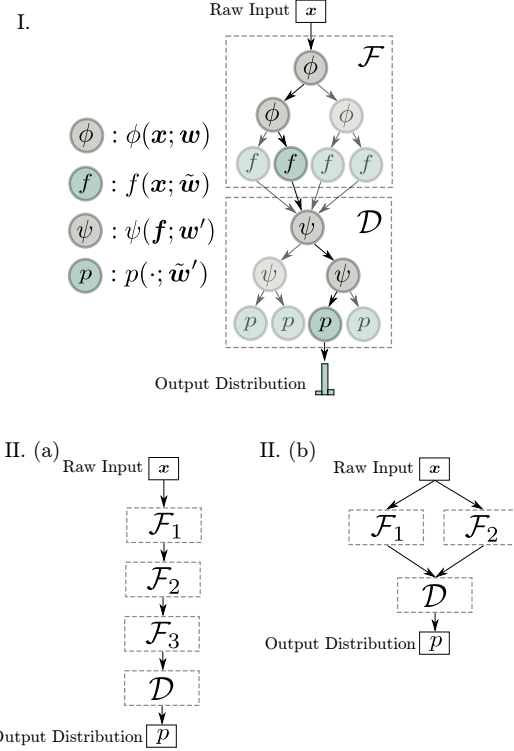 I.
Raw Input x
F
ϕ
ϕ ϕ
f f f f
ϕ : ϕ(x; w)
f : f(x; w̃)
ψ : ψ(f; w′)
p : p(·; w̃′)
D
ψ
ψ ψ
p p p p
Output Distribution
II. (a)
Raw Input x
F₁
F₂
F₃
D
Output Distribution p
II. (b)
Raw Input x
F₁ F₂
D
Output Distribution p